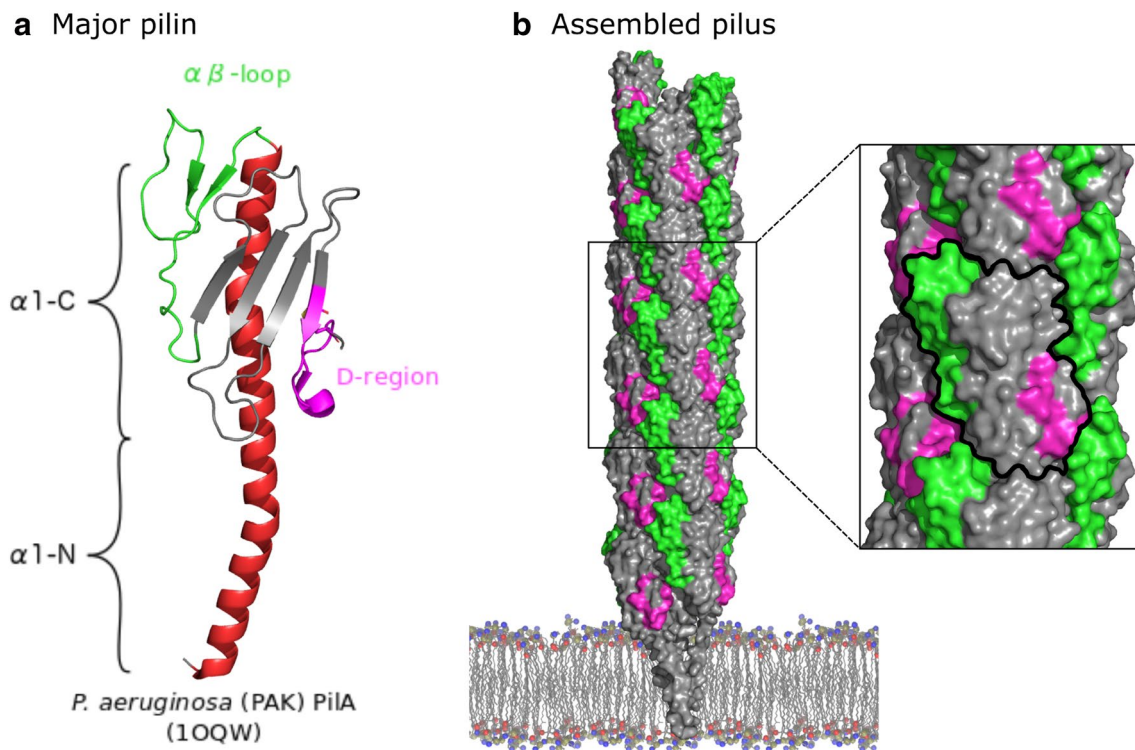 a Major pilin
b Assembled pilus
αβ-loop
α1-C
D-region
α1-N
P. aeruginosa (PAK) PilA
(1OQW)